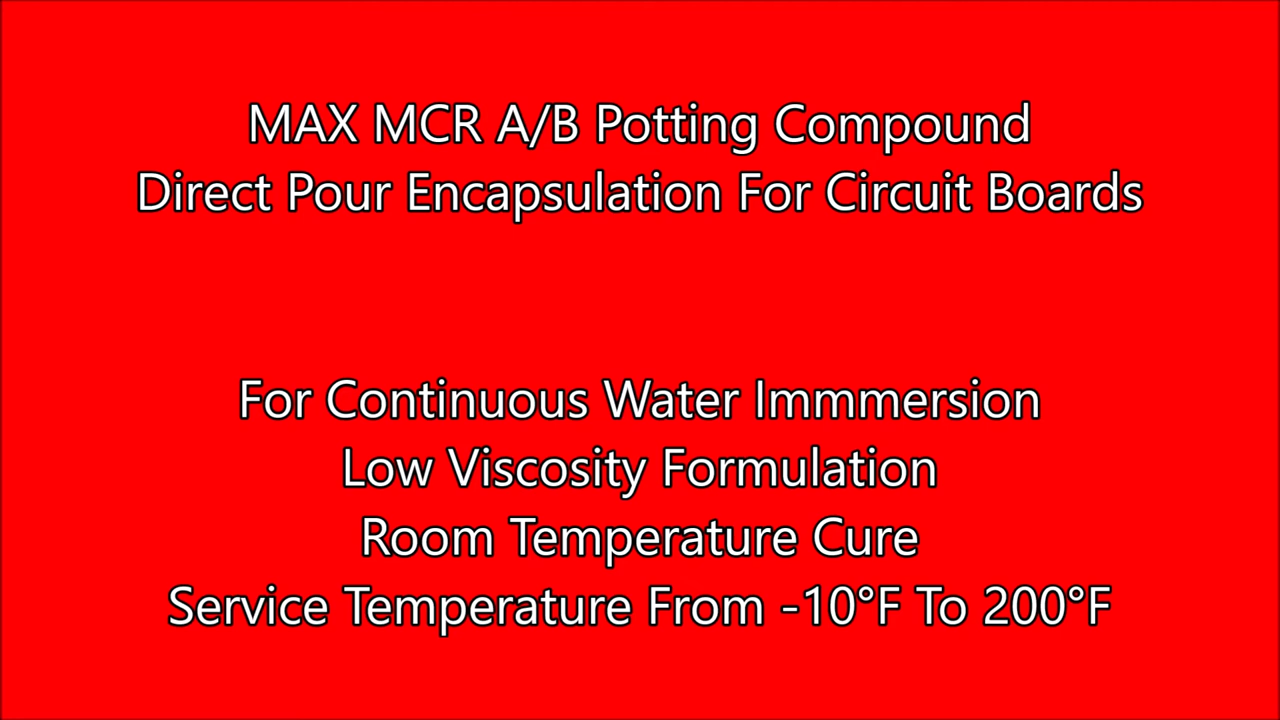 MAX MCR A/B Potting Compound
Direct Pour Encapsulation For Circuit Boards
For Continuous Water Immmersion
Low Viscosity Formulation
Room Temperature Cure
Service Temperature From -10°F To 200°F